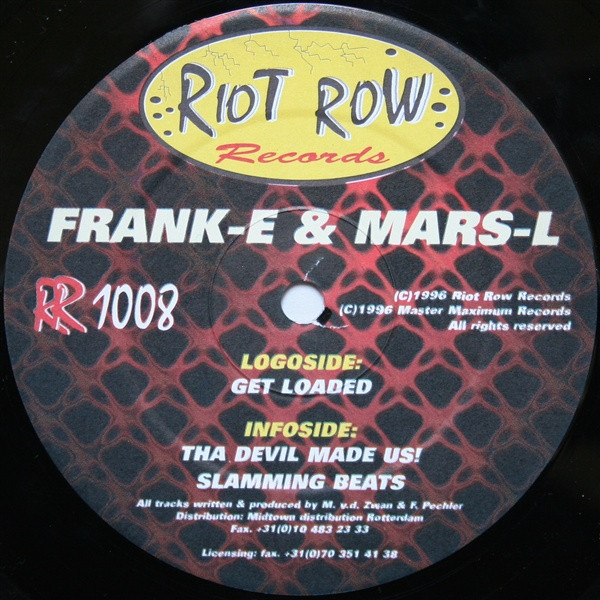 RIOT ROW
Records
FRANK-E & MARS-L
RR 1008
(C)1996 Riot Row Records
(C)1996 Master Maximum Records
All rights reserved
LOGOSIDE:
GET LOADED
INFOSIDE:
THA DEVIL MADE US!
SLAMMING BEATS
All tracks written & produced by M. v.d. Zwan & F. Pechler
Distribution: Midtown distribution Rotterdam
Fax. +31(0)10 483 23 33
Licensing: fax. +31(0)70 351 41 38